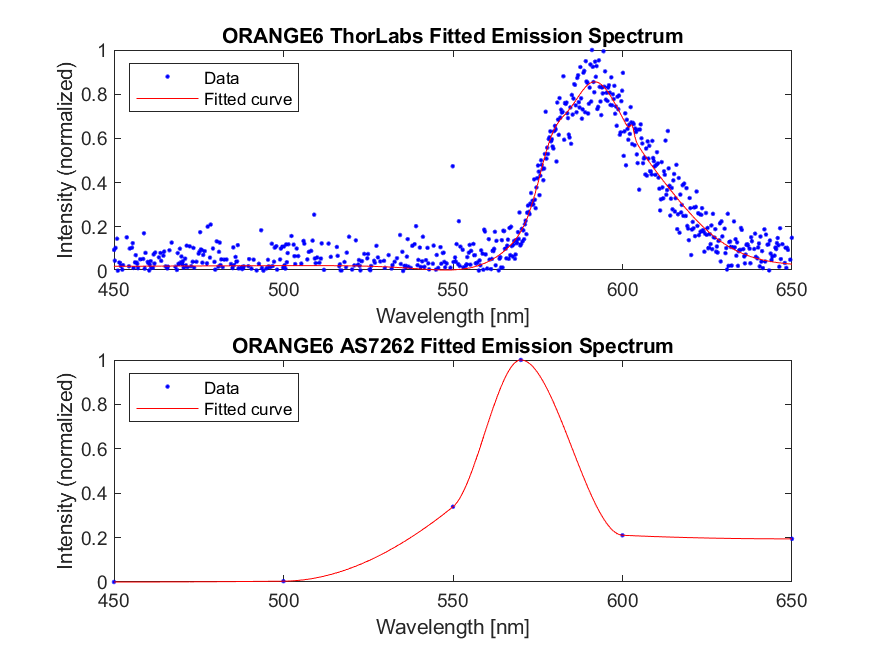 ORANGE6 ThorLabs Fitted Emission Spectrum
Intensity (normalized)
1
0.8
0.6
0.4
0.2
0
Data
Fitted curve
450 500 550 600 650
Wavelength [nm]
ORANGE6 AS7262 Fitted Emission Spectrum
Intensity (normalized)
1
0.8
0.6
0.4
0.2
0
Data
Fitted curve
450 500 550 600 650
Wavelength [nm]